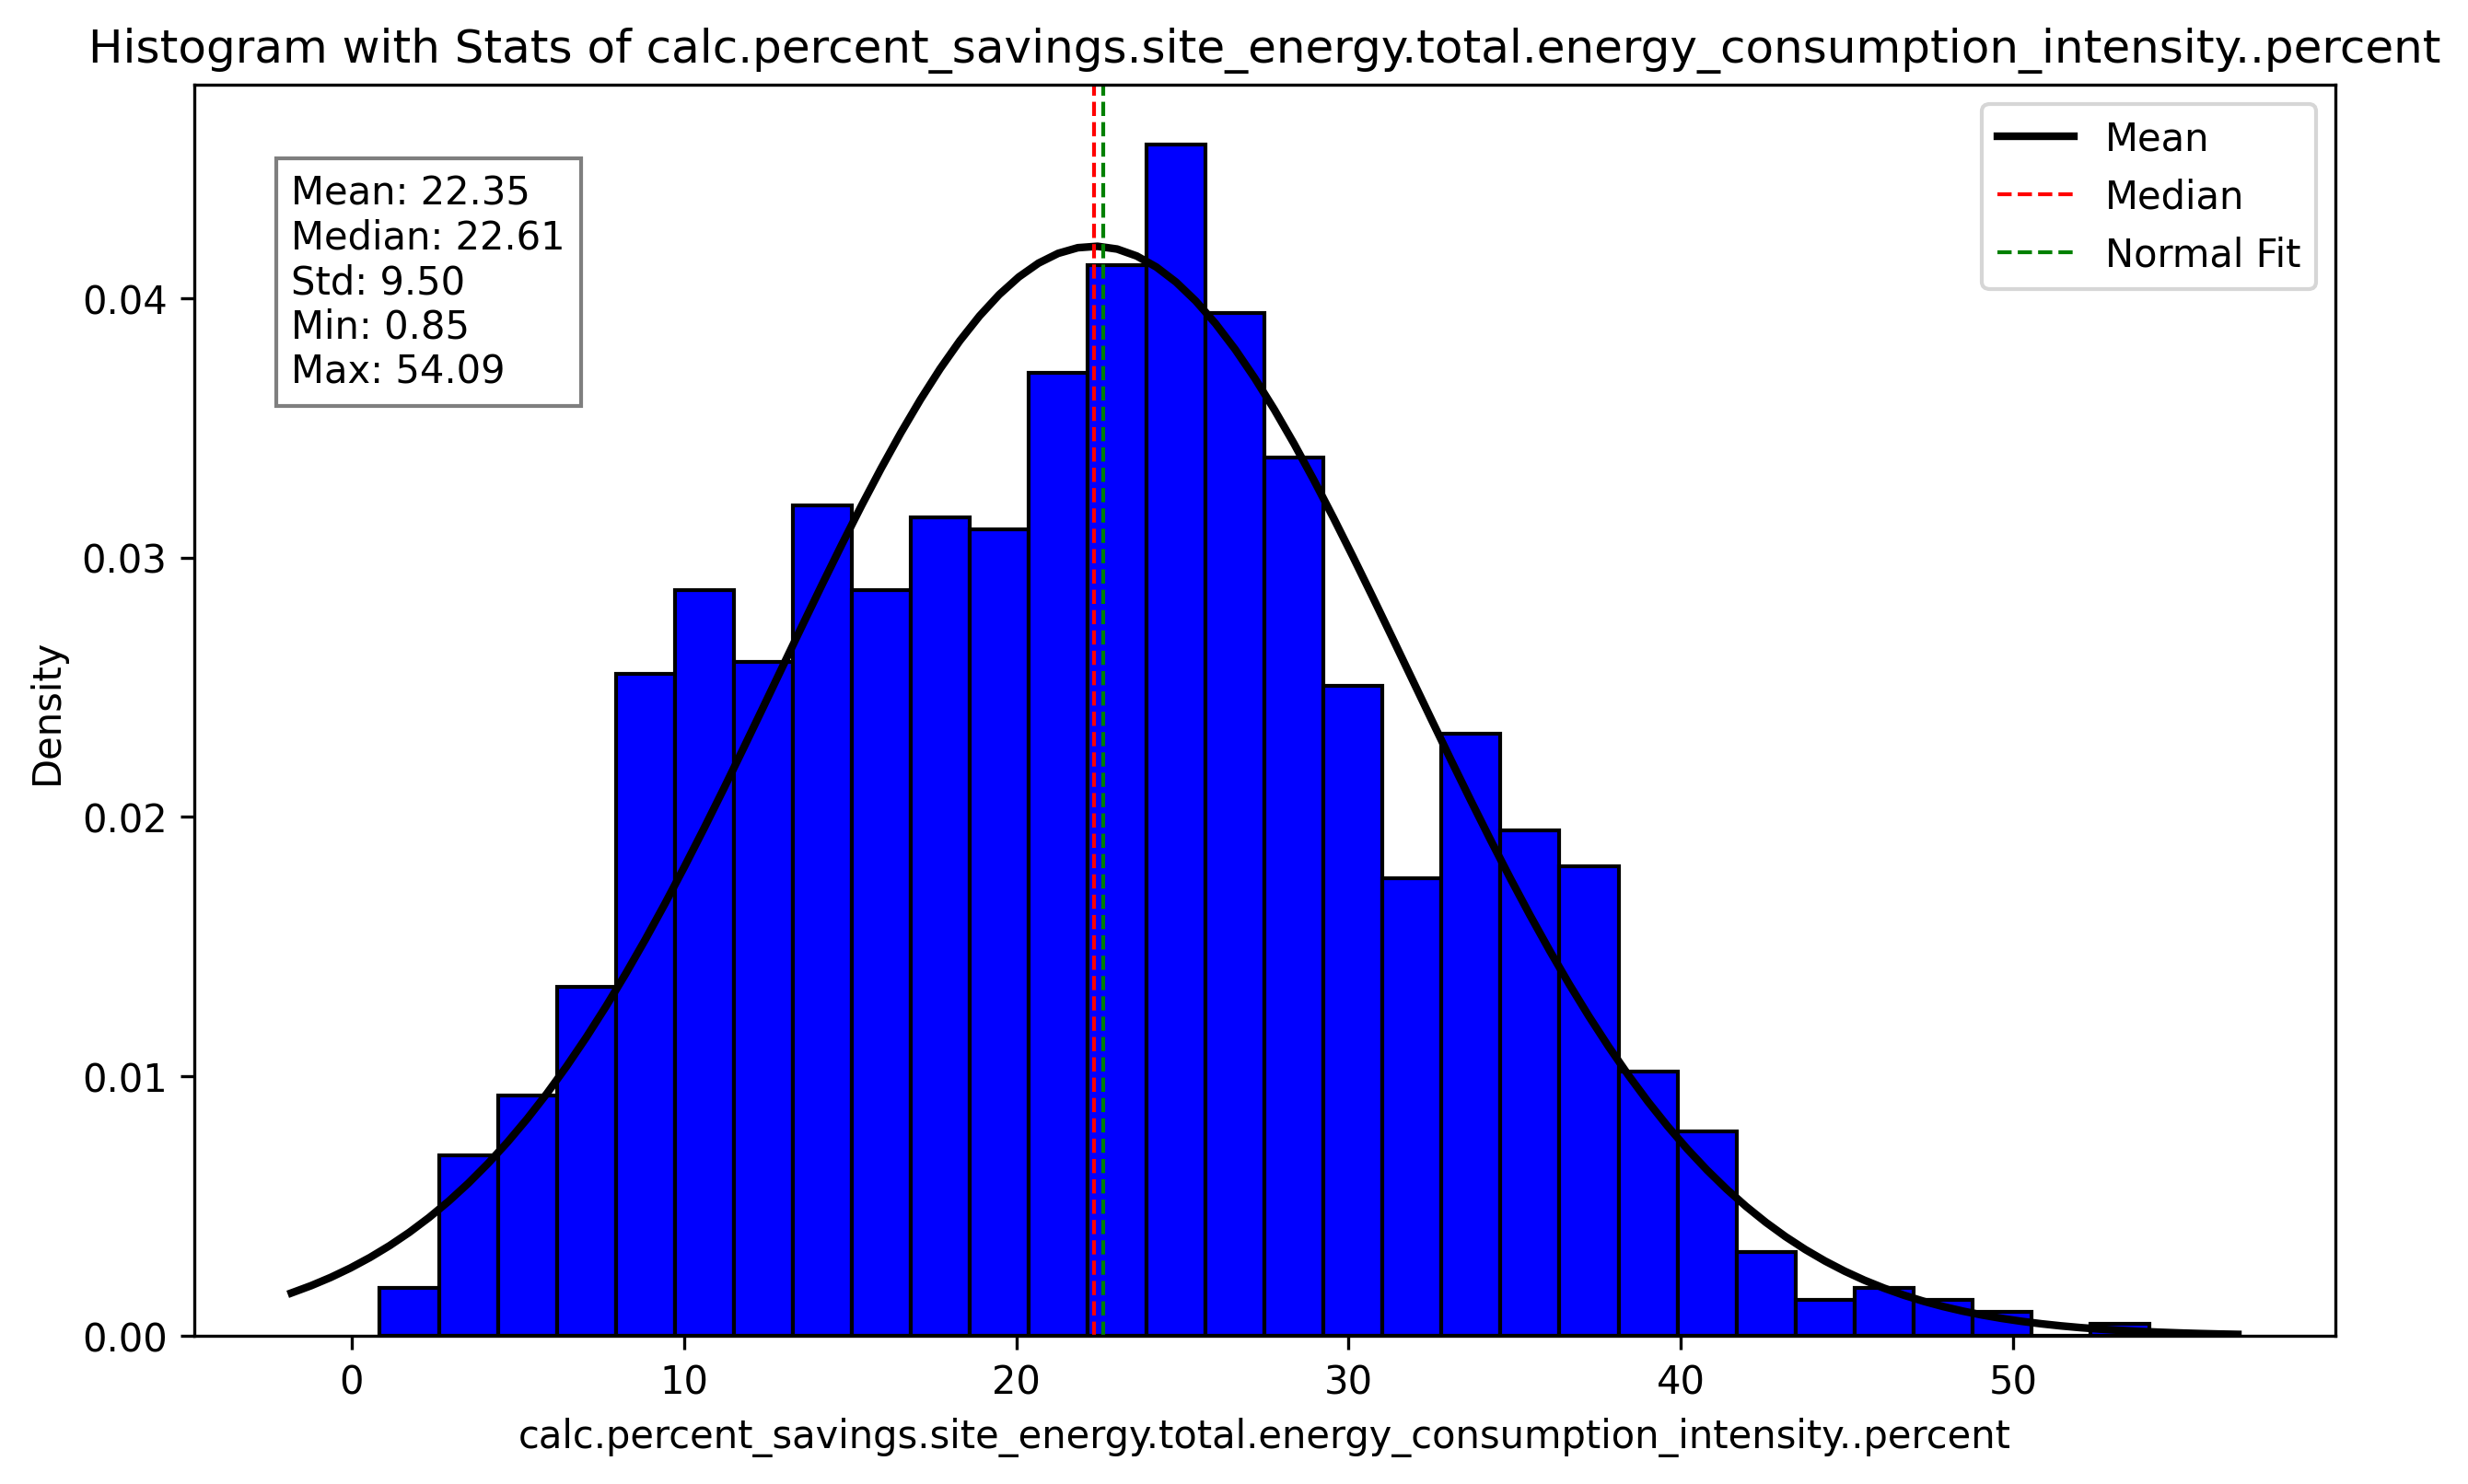 Histogram with Stats of calc.percent_savings.site_energy.total.energy_consumption_intensity..percent
Mean: 22.35
Median: 22.61
Std: 9.50
Min: 0.85
Max: 54.09
Mean
Median
Normal Fit
Density
0.04
0.03
0.02
0.01
0.00
0 10 20 30 40 50
calc.percent_savings.site_energy.total.energy_consumption_intensity..percent